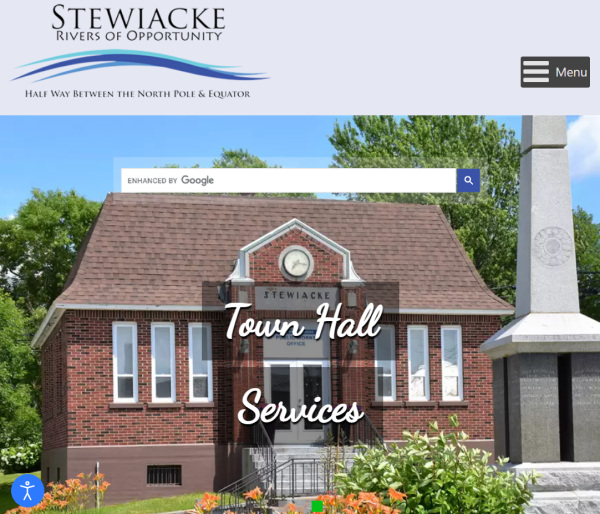 STEWIACKE
RIVERS OF OPPORTUNITY
HALF WAY BETWEEN THE NORTH POLE & EQUATOR
Menu
ENHANCED BY Google
STEWIACKE
Town Hall
OFFICE
Services